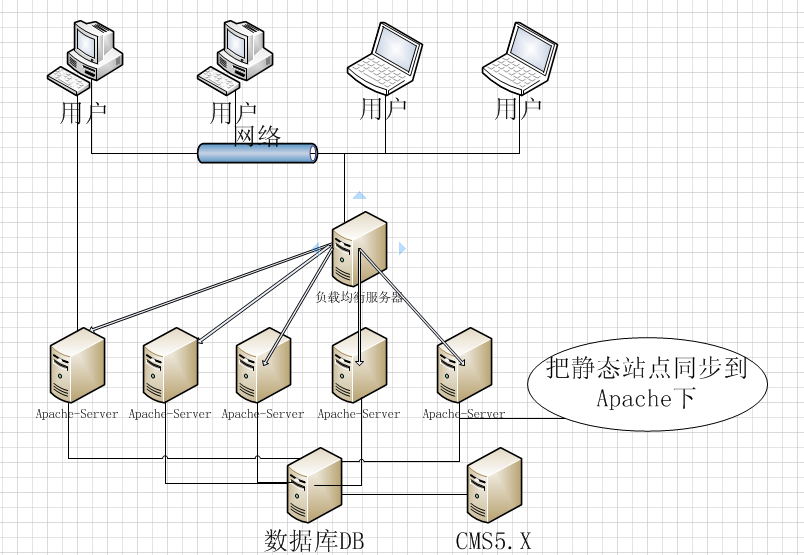 用户
用户
用户
用户
网络
负载均衡服务器
Apache-Server
Apache-Server
Apache-Server
Apache-Server
Apache-Server
把静态站点同步到
Apache下
数据库DB
CMS5.X